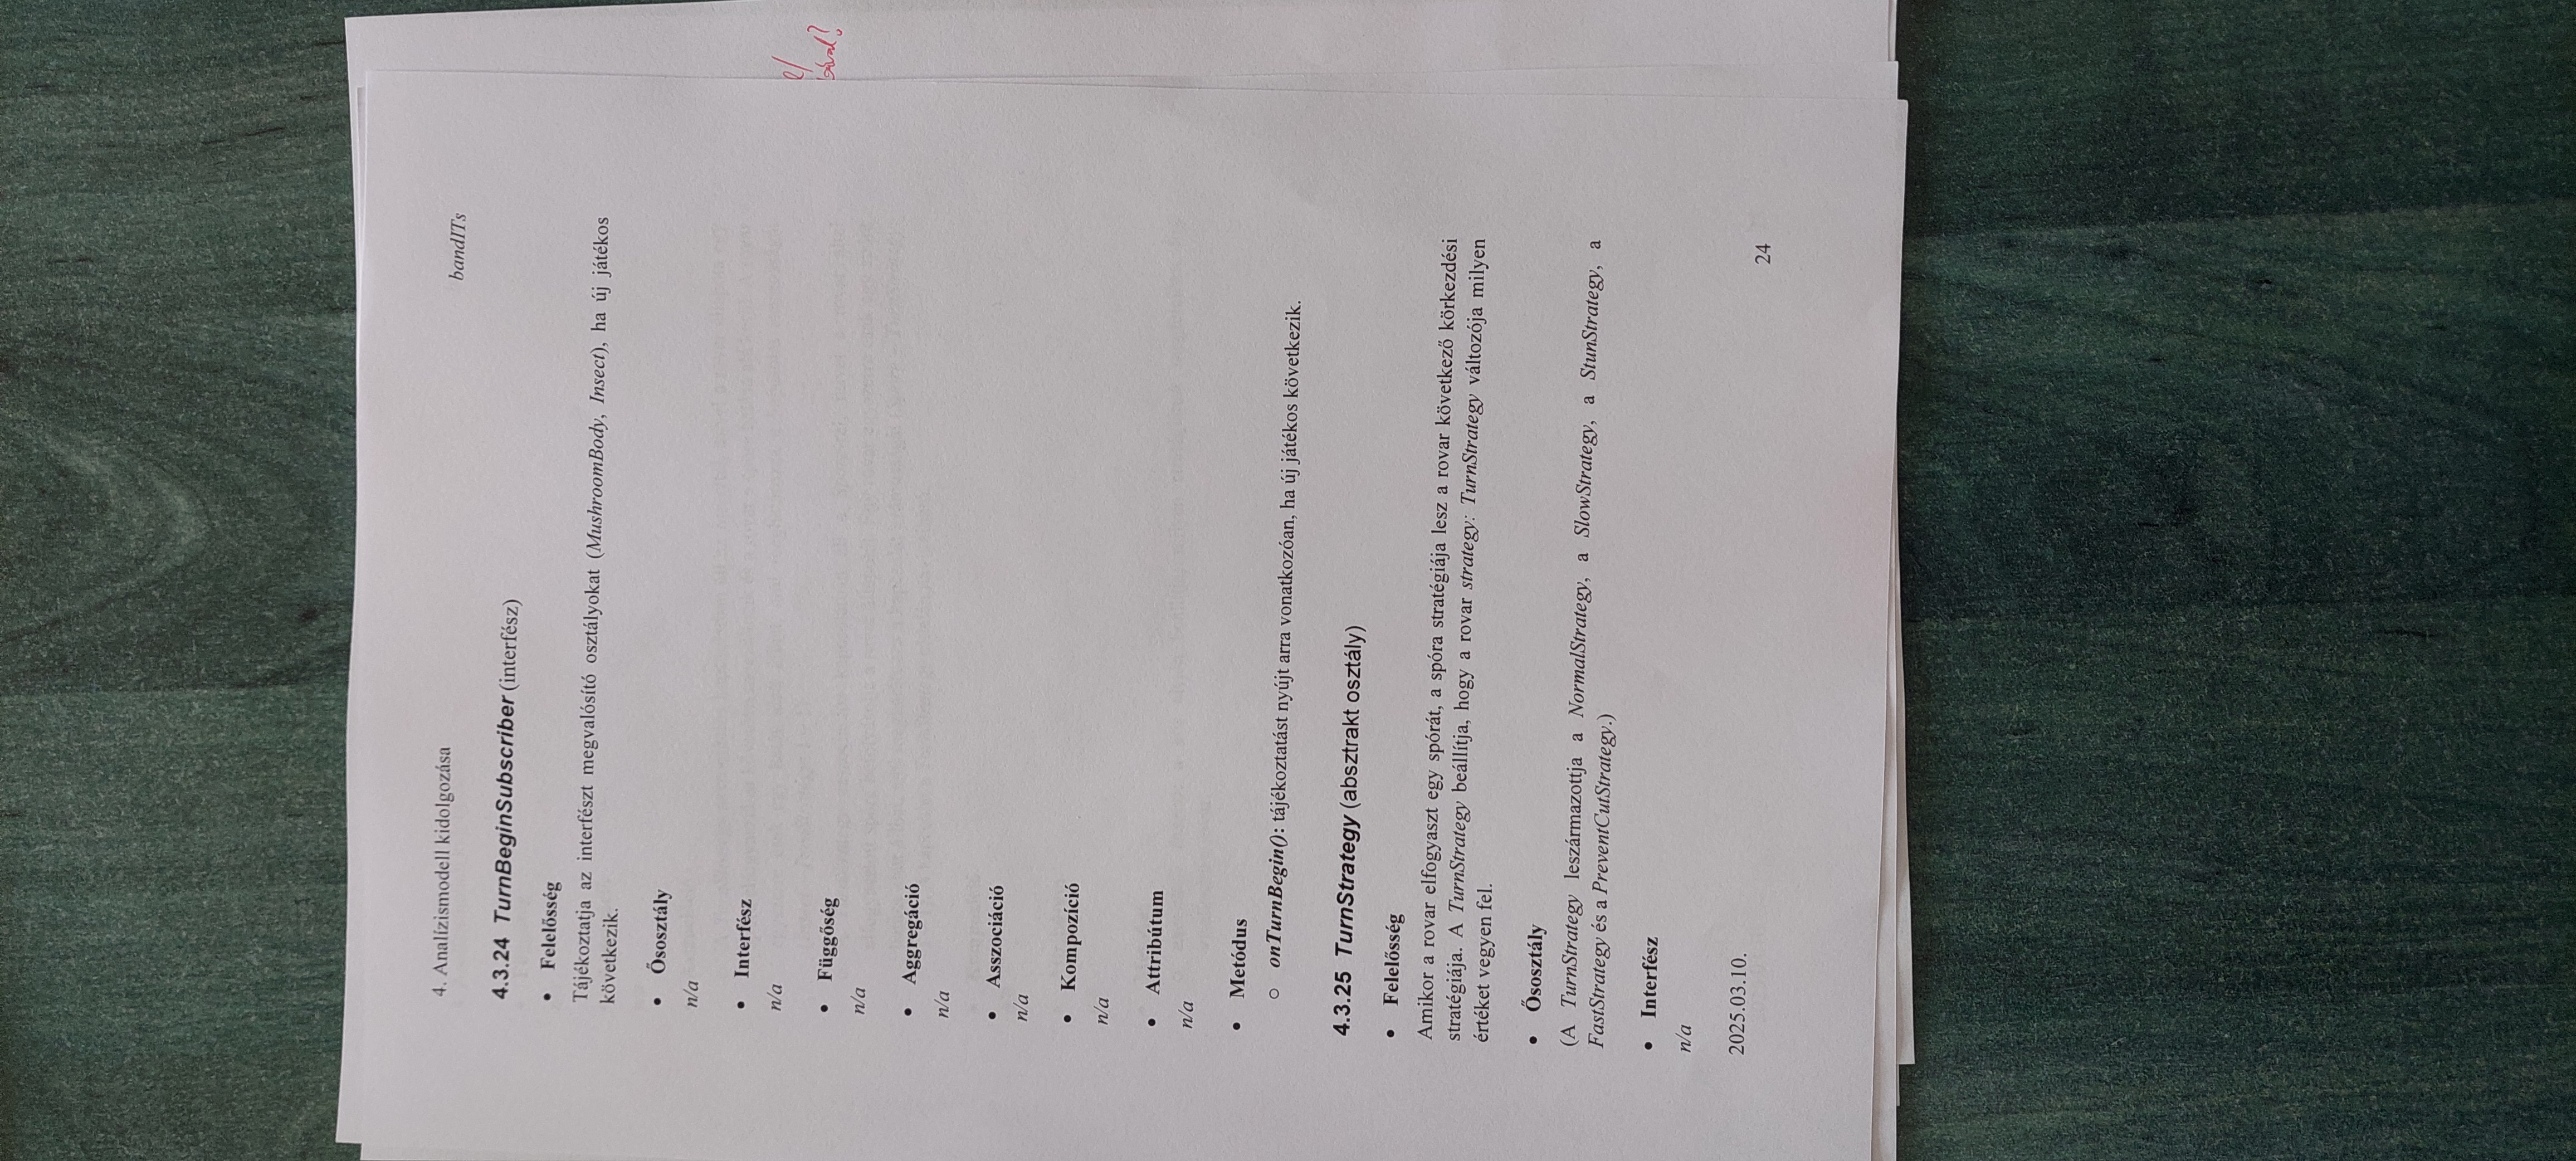 4. Analízismodell kidolgozása
bandITs
4.3.24 TurnBeginSubscriber (interfész)
• Felelősség
Tájékoztatja az interfészt megvalósító osztályokat (MushroomBody, Insect), ha új játékos
következik.
• Ősosztály
n/a
• Interfész
n/a
• Függőség
n/a
• Aggregáció
n/a
• Asszociáció
n/a
• Kompozíció
n/a
• Attribútum
n/a
• Metódus
○ onTurnBegin(): tájékoztatást nyújt arra vonatkozóan, ha új játékos következik.
4.3.25 TurnStrategy (absztrakt osztály)
• Felelősség
Amikor a rovar elfogyaszt egy spórát, a spóra stratégiája lesz a rovar következő körkezdési
stratégiája. A TurnStrategy beállítja, hogy a rovar strategy: TurnStrategy változója milyen
értéket vegyen fel.
• Ősosztály
(A TurnStrategy leszármazottja a NormalStrategy, a SlowStrategy, a StunStrategy, a
FastStrategy és a PreventCutStrategy.)
• Interfész
n/a
2025.03.10.
24